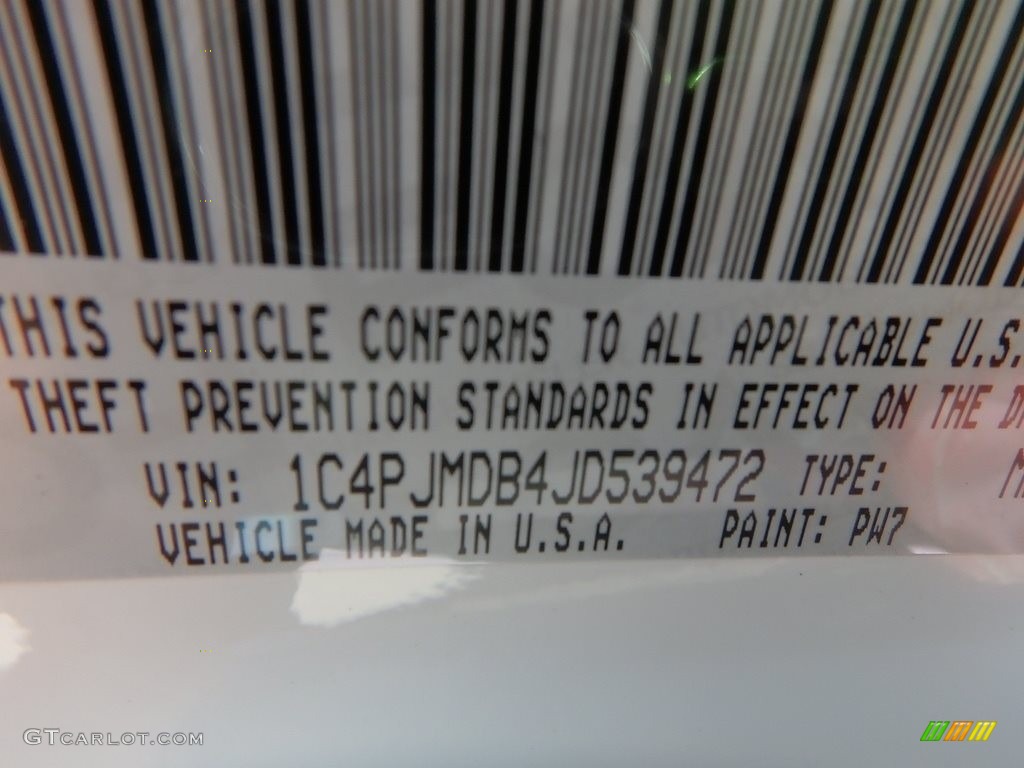 THIS VEHICLE CONFORMS TO ALL APPLICABLE U.S.
THEFT PREVENTION STANDARDS IN EFFECT ON THE
VIN: 1C4PJMDB4JD539472 TYPE:
VEHICLE MADE IN U.S.A. PAINT: PW7
GTCARLOT.COM